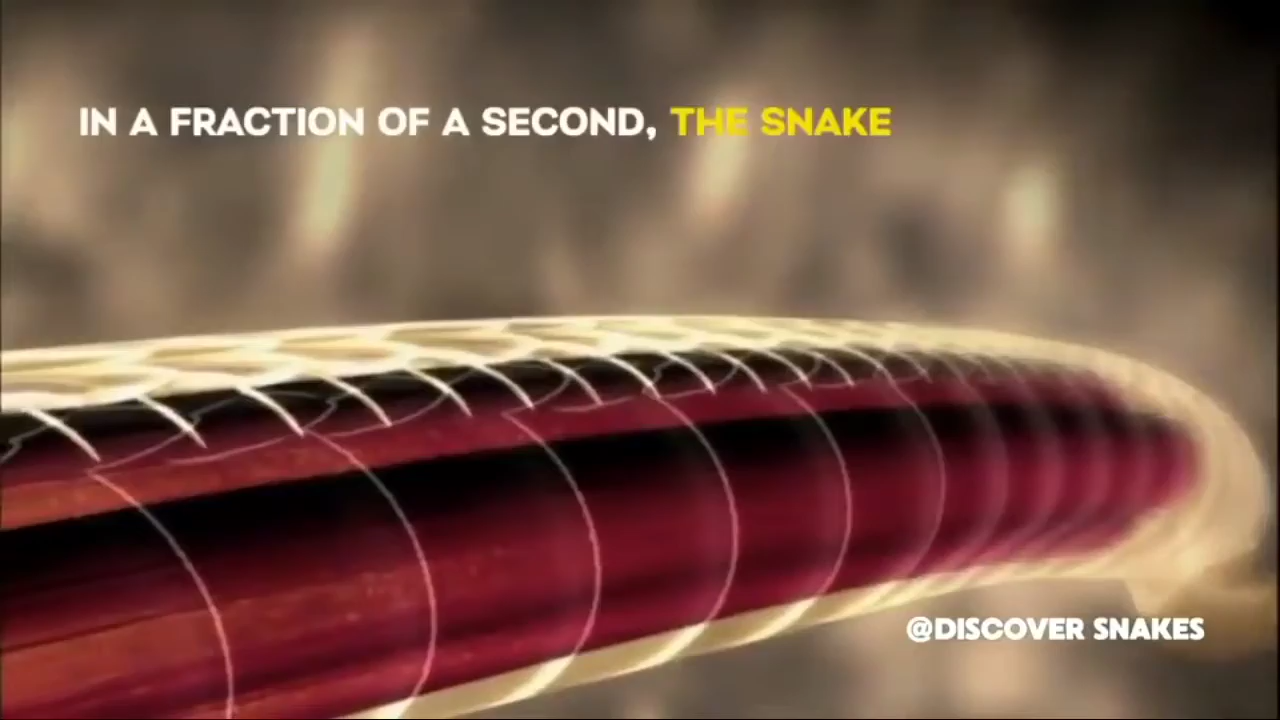 IN A FRACTION OF A SECOND, THE SNAKE
@DISCOVER SNAKES